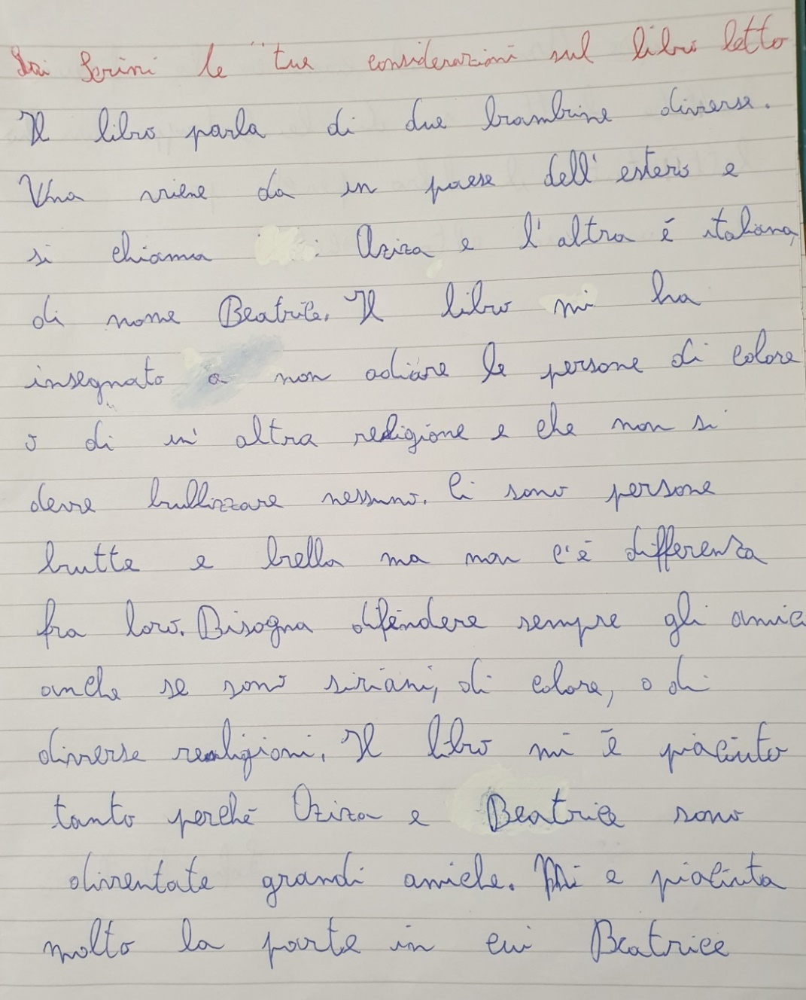 Scrivi le tue considerazioni sul libro letto
Il libro parla di due bambine diverse.
Una viene da un paese dell'estero e
si chiama: Aziza e l'altra è italiana,
di nome Beatrice. Il libro mi ha
insegnato a non odiare le persone di colore
o di un'altra religione e che non si
deve bullizzare nessuno. Ci sono persone
brutte e bella ma non c'è differenza
fra loro. Bisogna difendere sempre gli amic
anche se sono siriani, di colore, o di
diverse religioni. Il libro mi è piaciuto
tanto perchè Aziza e Beatrice sono
diventate grandi amiche. Mi e piaciuta
molto la parte in cui Beatrice